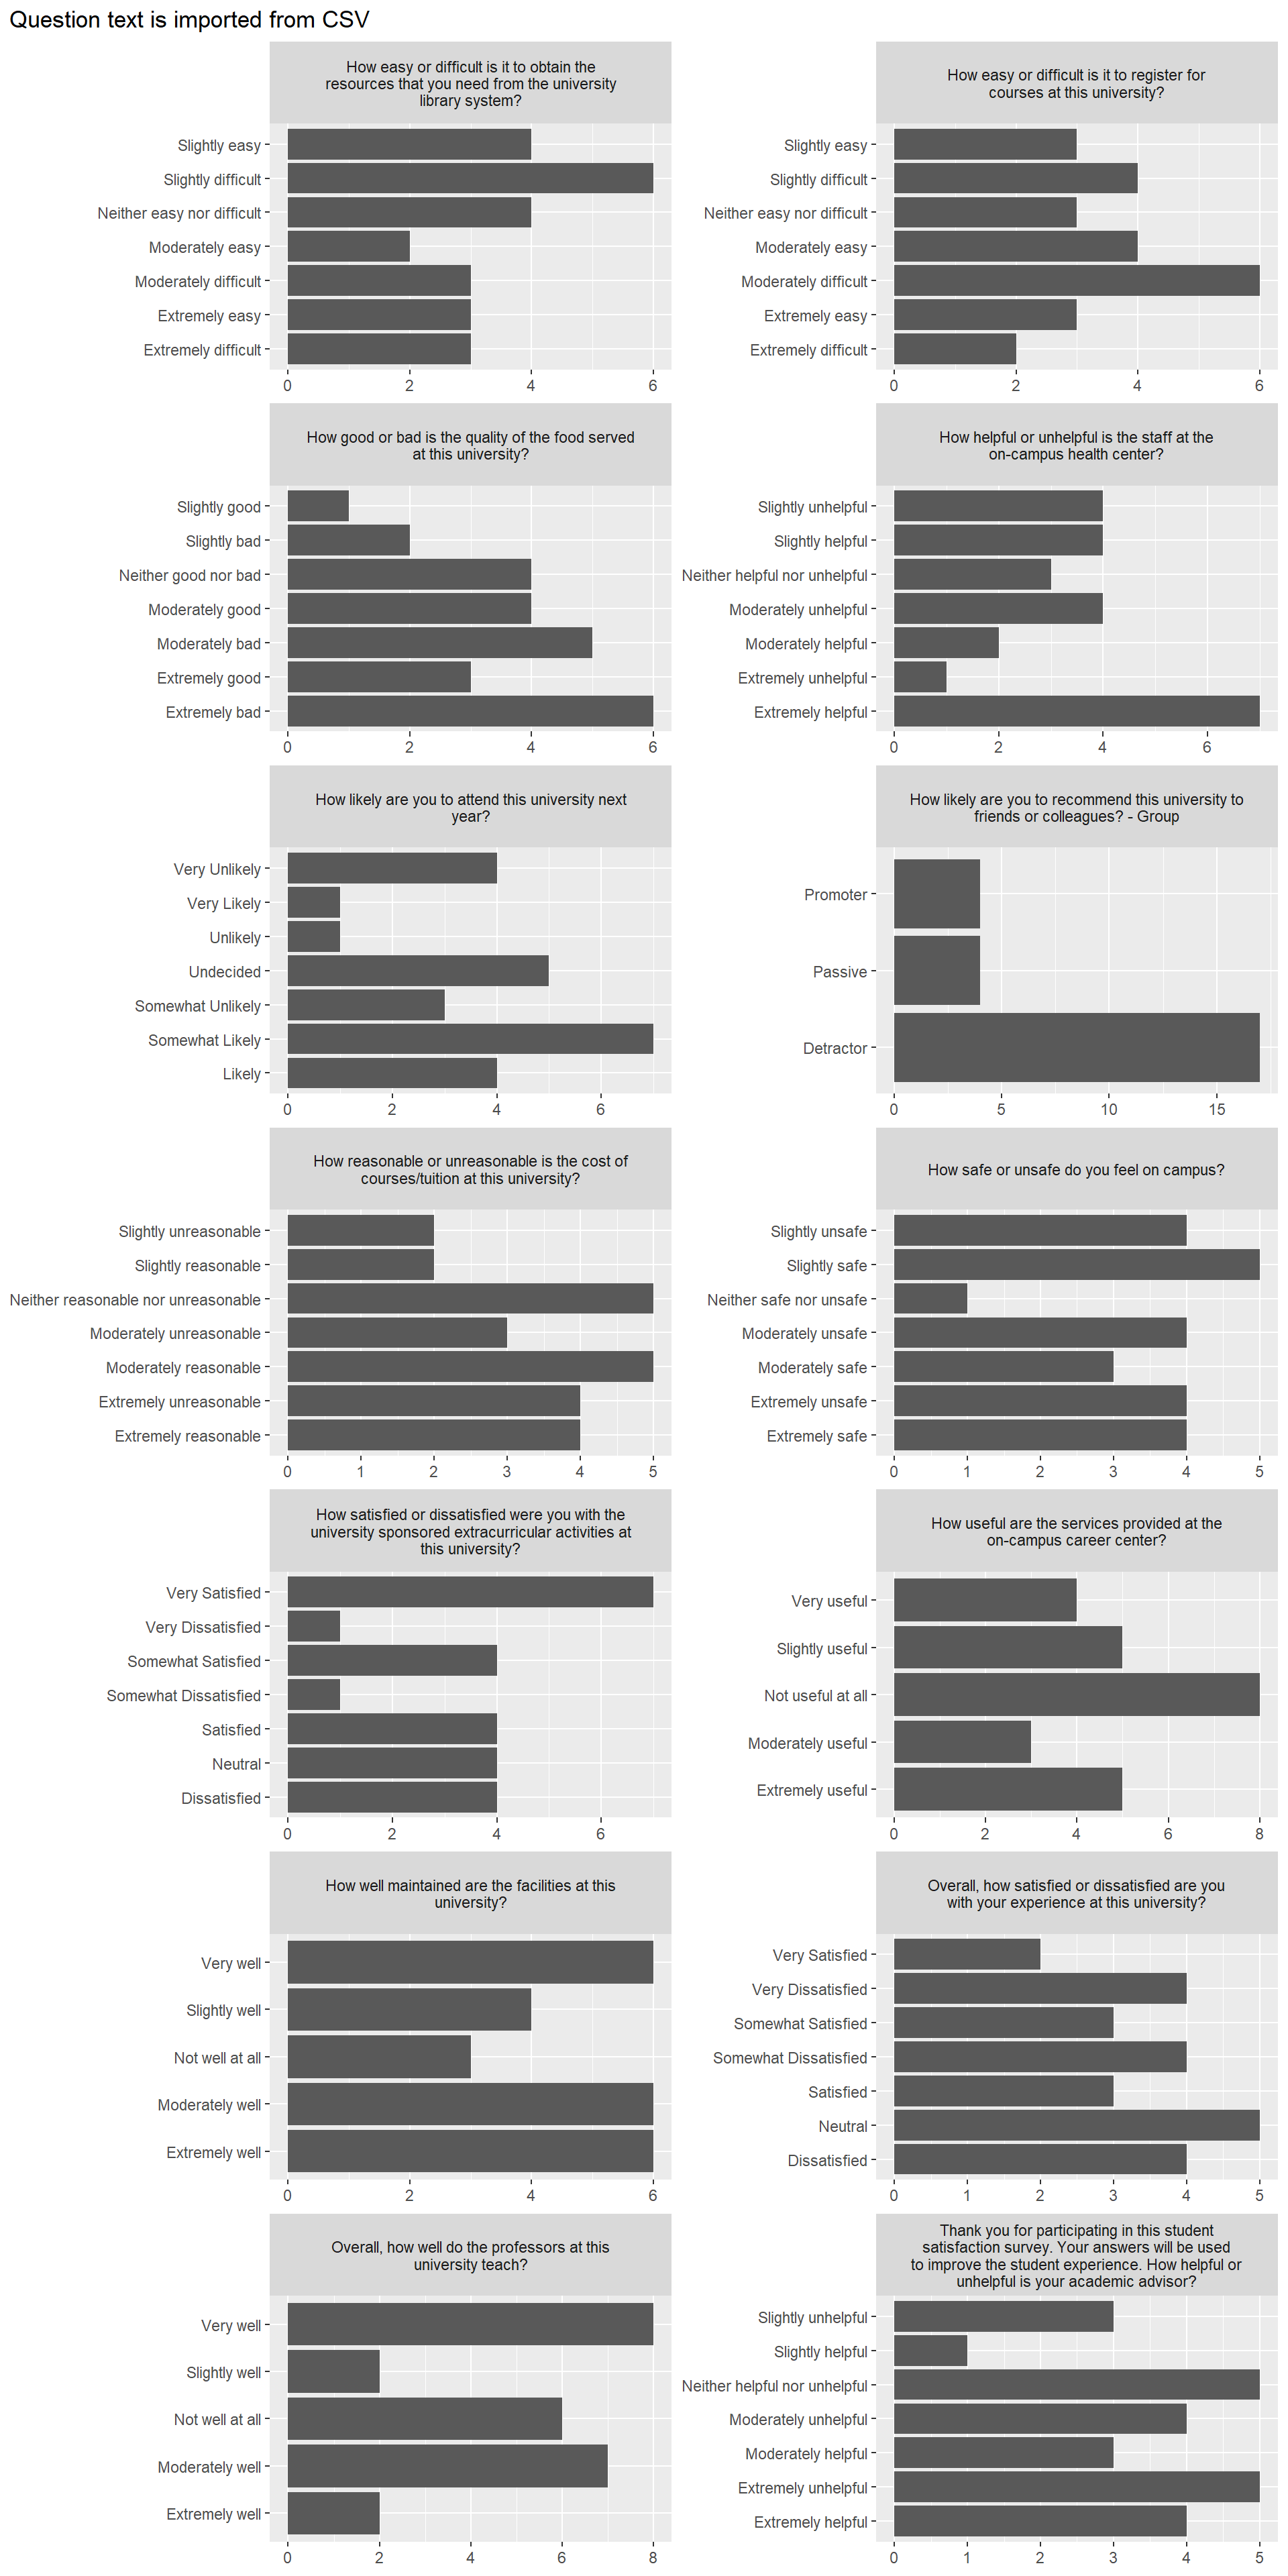 Question text is imported from CSV
How easy or difficult is it to obtain the
resources that you need from the university
library system?
Slightly easy
Slightly difficult
Neither easy nor difficult
Moderately easy
Moderately difficult
Extremely easy
Extremely difficult
0 2 4 6
How easy or difficult is it to register for
courses at this university?
Slightly easy
Slightly difficult
Neither easy nor difficult
Moderately easy
Moderately difficult
Extremely easy
Extremely difficult
0 2 4 6
How good or bad is the quality of the food served
at this university?
Slightly good
Slightly bad
Neither good nor bad
Moderately good
Moderately bad
Extremely good
Extremely bad
0 2 4 6
How helpful or unhelpful is the staff at the
on-campus health center?
Slightly unhelpful
Slightly helpful
Neither helpful nor unhelpful
Moderately unhelpful
Moderately helpful
Extremely unhelpful
Extremely helpful
0 2 4 6
How likely are you to attend this university next
year?
Very Unlikely
Very Likely
Unlikely
Undecided
Somewhat Unlikely
Somewhat Likely
Likely
0 2 4 6
How likely are you to recommend this university to
friends or colleagues? - Group
Promoter
Passive
Detractor
0 5 10 15
How reasonable or unreasonable is the cost of
courses/tuition at this university?
Slightly unreasonable
Slightly reasonable
Neither reasonable nor unreasonable
Moderately unreasonable
Moderately reasonable
Extremely unreasonable
Extremely reasonable
0 1 2 3 4 5
How safe or unsafe do you feel on campus?
Slightly unsafe
Slightly safe
Neither safe nor unsafe
Moderately unsafe
Moderately safe
Extremely unsafe
Extremely safe
0 1 2 3 4 5
How satisfied or dissatisfied were you with the
university sponsored extracurricular activities at
this university?
Very Satisfied
Very Dissatisfied
Somewhat Satisfied
Somewhat Dissatisfied
Satisfied
Neutral
Dissatisfied
0 2 4 6
How useful are the services provided at the
on-campus career center?
Very useful
Slightly useful
Not useful at all
Moderately useful
Extremely useful
0 2 4 6 8
How well maintained are the facilities at this
university?
Very well
Slightly well
Not well at all
Moderately well
Extremely well
0 2 4 6
Overall, how satisfied or dissatisfied are you
with your experience at this university?
Very Satisfied
Very Dissatisfied
Somewhat Satisfied
Somewhat Dissatisfied
Satisfied
Neutral
Dissatisfied
0 1 2 3 4 5
Overall, how well do the professors at this
university teach?
Very well
Slightly well
Not well at all
Moderately well
Extremely well
0 2 4 6 8
Thank you for participating in this student
satisfaction survey. Your answers will be used
to improve the student experience. How helpful or
unhelpful is your academic advisor?
Slightly unhelpful
Slightly helpful
Neither helpful nor unhelpful
Moderately unhelpful
Moderately helpful
Extremely unhelpful
Extremely helpful
0 1 2 3 4 5